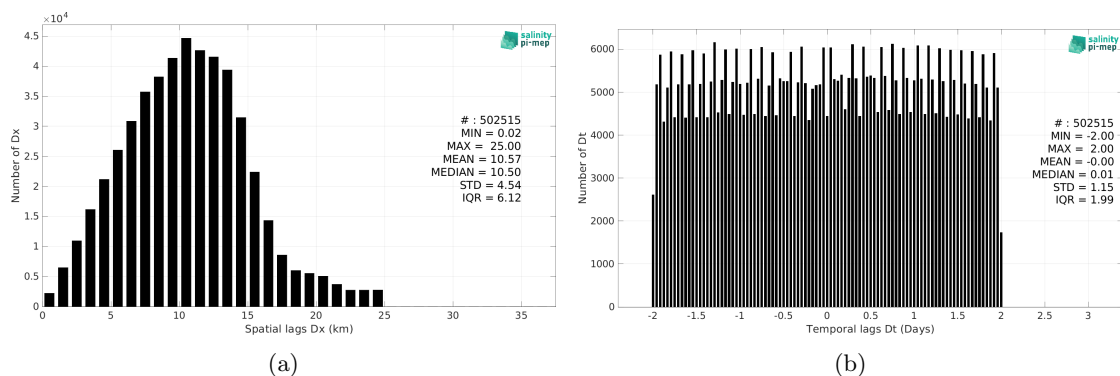 ×10⁴
4.5
4
3.5
3
2.5
2
1.5
1
0.5
0
Number of Dx
0 5 10 15 20 25 30 35
Spatial lags Dx (km)
salinity
pi-mep
# : 502515
MIN = 0.02
MAX = 25.00
MEAN = 10.57
MEDIAN = 10.50
STD = 4.54
IQR = 6.12
(a)
6000
5000
4000
3000
2000
1000
0
Number of Dt
-2 -1.5 -1 -0.5 0 0.5 1 1.5 2 2.5 3
Temporal lags Dt (Days)
salinity
pi-mep
# : 502515
MIN = -2.00
MAX = 2.00
MEAN = -0.00
MEDIAN = 0.01
STD = 1.15
IQR = 1.99
(b)